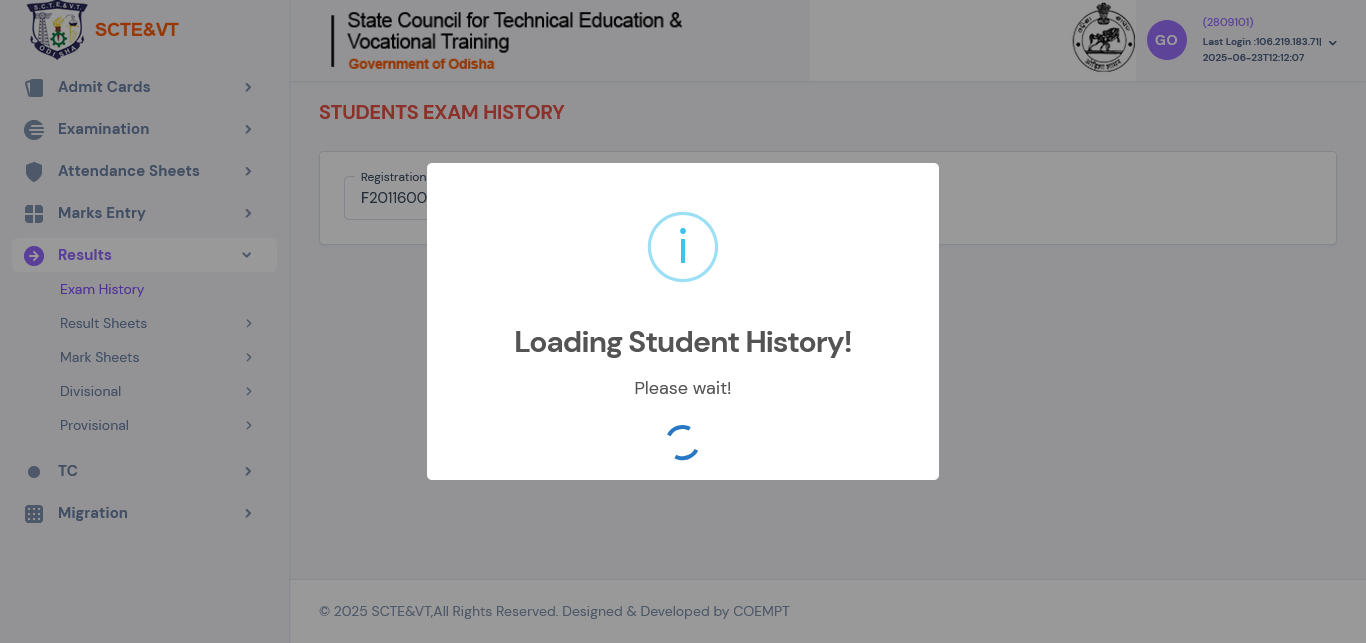 S.C.T.E.&V.T.
ODISHA
SCTE&VT
State Council for Technical Education &
Vocational Training
Government of Odisha
GO
(2809101)
Last Login :106.219.183.71|
2025-06-23T12:12:07
Admit Cards
Examination
Attendance Sheets
Marks Entry
Results
Exam History
Result Sheets
Mark Sheets
Divisional
Provisional
TC
Migration
STUDENTS EXAM HISTORY
Registration
F2011600
i
Loading Student History!
Please wait!
© 2025 SCTE&VT,All Rights Reserved. Designed & Developed by COEMPT